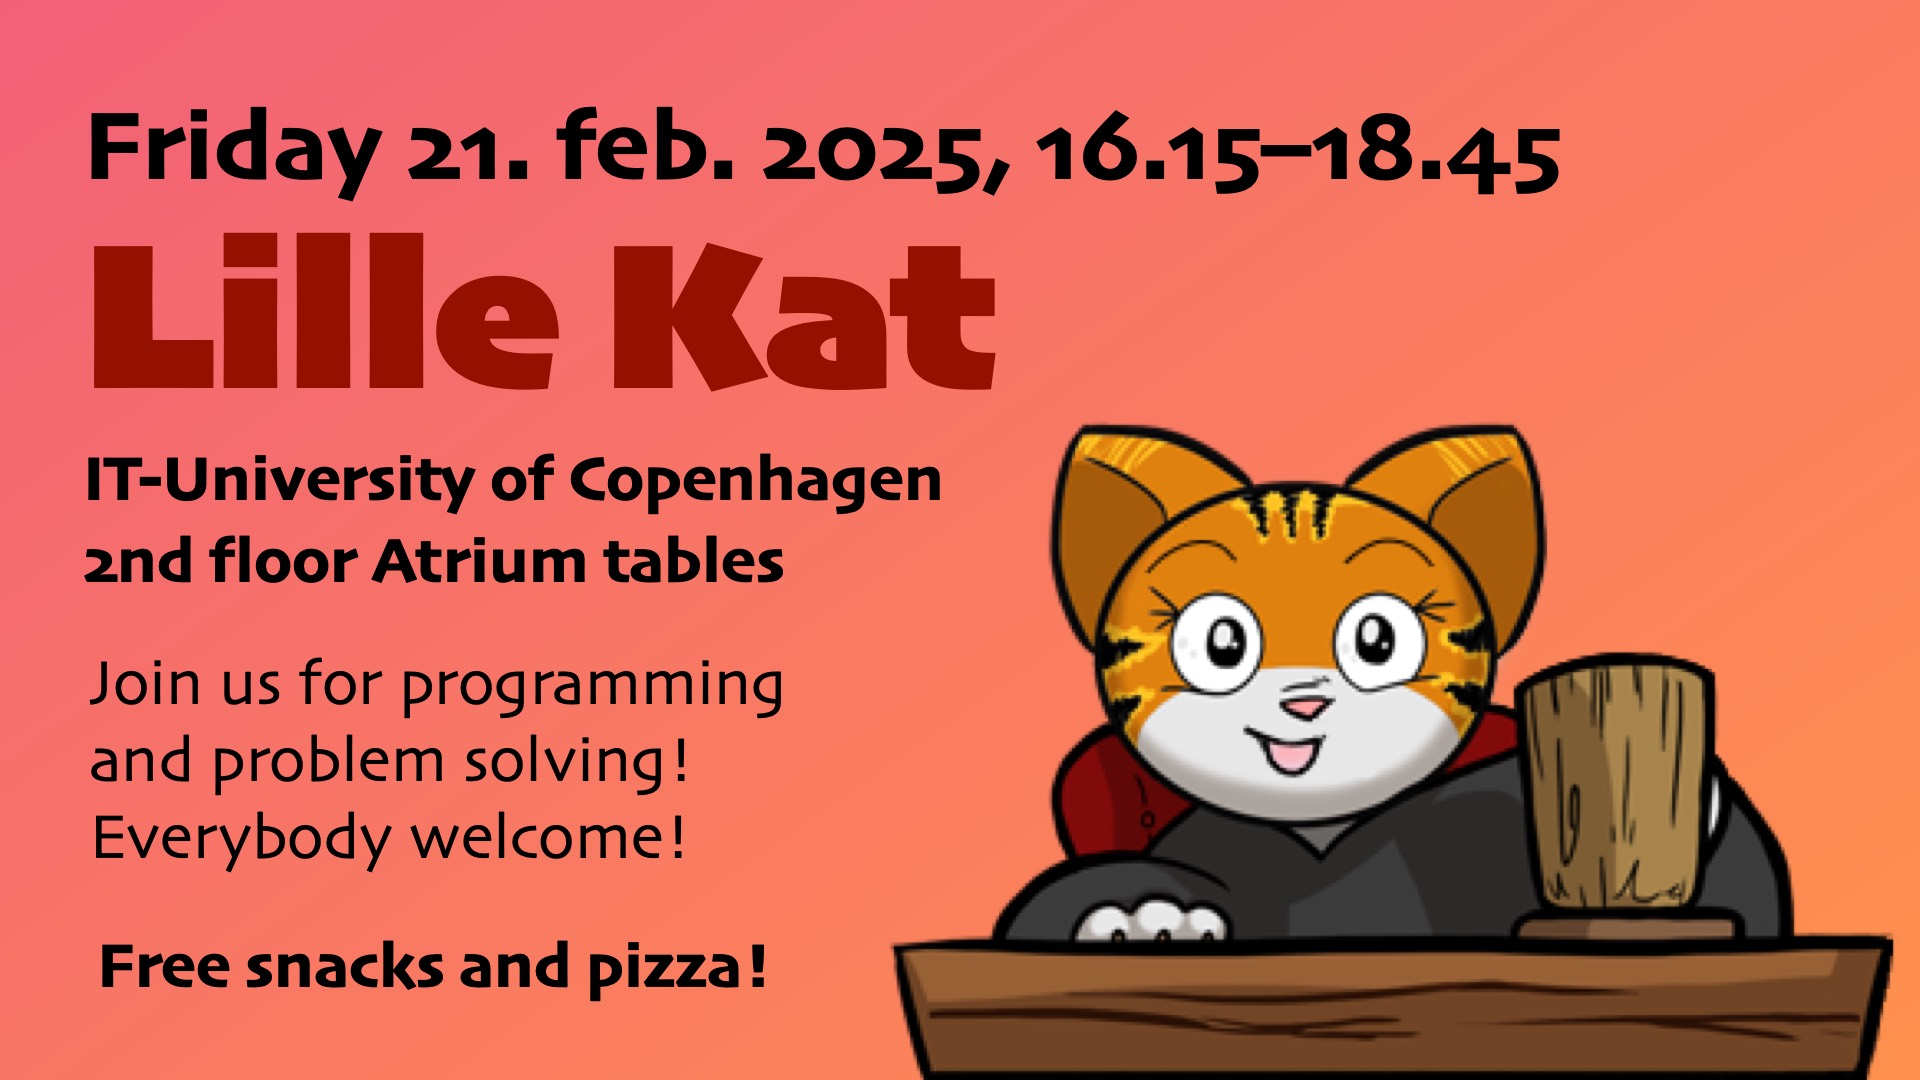 Friday 21. feb. 2025, 16.15–18.45
Lille Kat
IT-University of Copenhagen
2nd floor Atrium tables
Join us for programming
and problem solving!
Everybody welcome!
Free snacks and pizza!